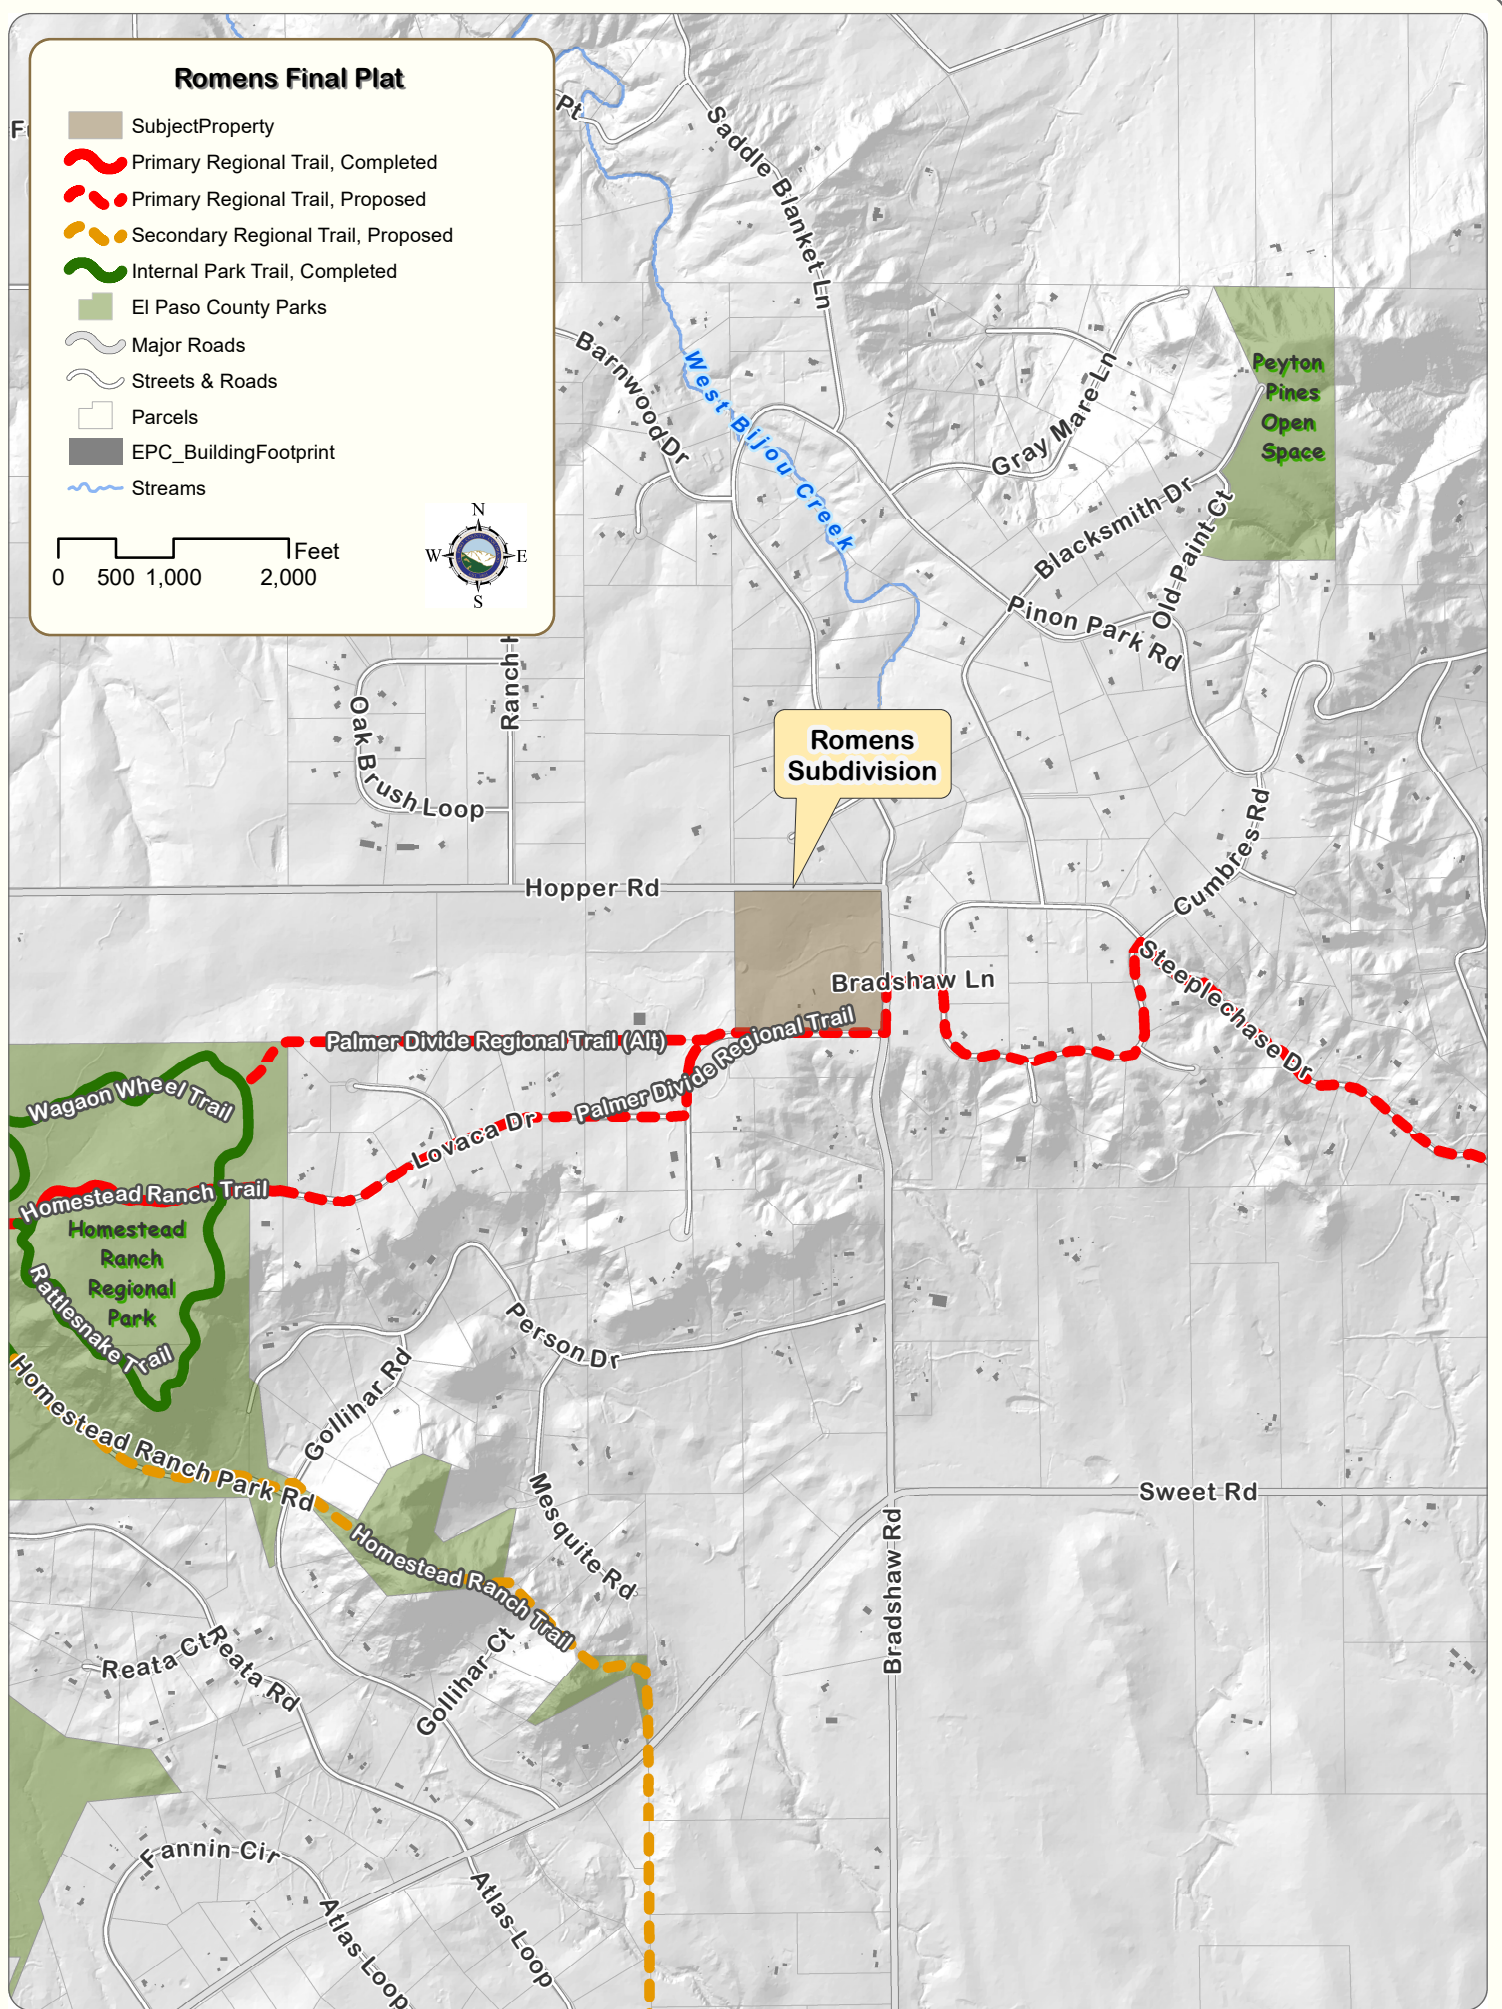 Romens Final Plat
SubjectProperty
Primary Regional Trail, Completed
Primary Regional Trail, Proposed
Secondary Regional Trail, Proposed
Internal Park Trail, Completed
El Paso County Parks
Major Roads
Streets & Roads
Parcels
EPC_BuildingFootprint
Streams
0 500 1,000 2,000
Feet
N
W
E
S
Pt
Saddle Blanket Ln
Barnwood Dr
West Bijou Creek
Gray Mare Ln
Peyton
Pines
Open
Space
Blacksmith Dr
Old Paint Ct
Pinon Park Rd
Ranch
Oak Brush Loop
Romens
Subdivision
Cumbres Rd
Hopper Rd
Bradshaw Ln
Steeplechase Dr
Palmer Divide Regional Trail (Alt)
Palmer Divide Regional Trail
Wagaon Wheel Trail
Lovaca Dr
Homestead Ranch Trail
Homestead
Ranch
Regional
Park
Rattlesnake Trail
Person Dr
Gollihar Rd
Homestead Ranch Park Rd
Mesquite Rd
Sweet Rd
Bradshaw Rd
Homestead Ranch Trail
Gollihar Ct
Reata Ct
Reata Rd
Fannin Cir
Atlas Loop
Atlas Loop